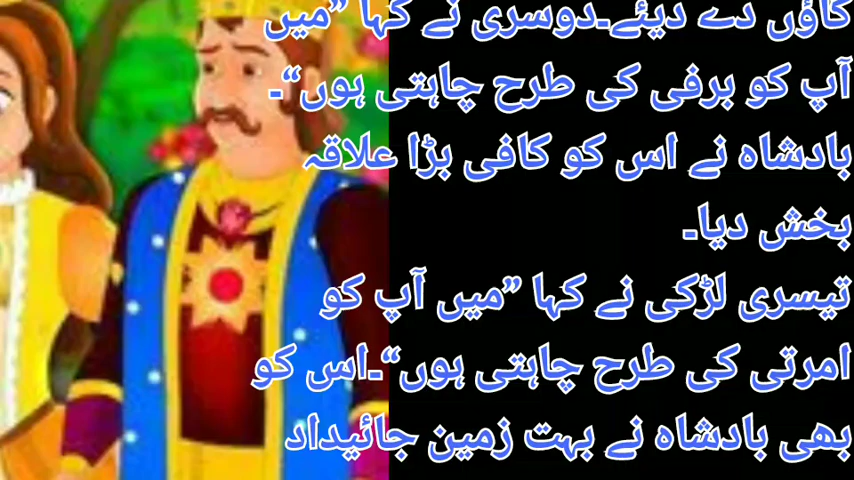 گاؤں دے دیئے۔دوسری نے کہا ”میں
آپ کو برفی کی طرح چاہتی ہوں“۔
بادشاہ نے اس کو کافی بڑا علاقہ
بخش دیا۔
تیسری لڑکی نے کہا ”میں آپ کو
امرتی کی طرح چاہتی ہوں“۔اس کو
بھی بادشاہ نے بہت زمین جائیداد